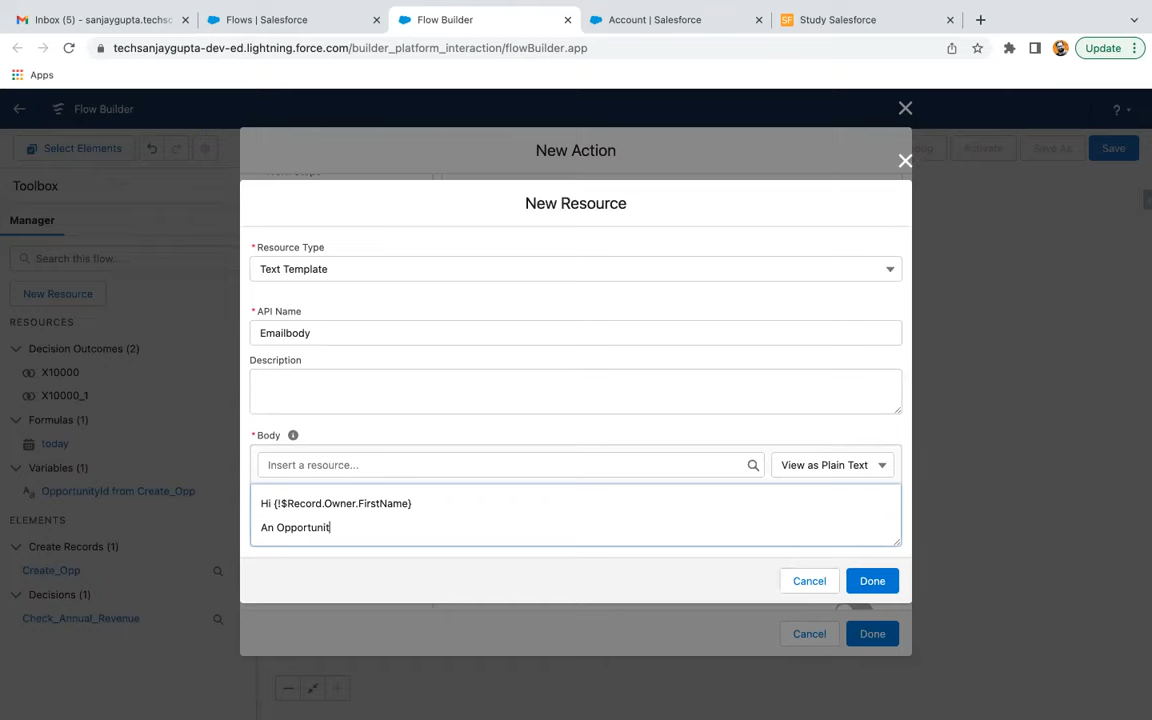 Inbox (5) - sanjaygupta.techsc
Flows | Salesforce
Flow Builder
Account | Salesforce
SF Study Salesforce
techsanjaygupta-dev-ed.lightning.force.com/builder_platform_interaction/flowBuilder.app
Update
Apps
Flow Builder
?
Select Elements
Activate
Save As
Save
New Action
Toolbox
New Resource
Manager
* Resource Type
Search this flow...
Text Template
New Resource
* API Name
RESOURCES
Emailbody
Decision Outcomes (2)
Description
X10000
X10000_1
Formulas (1)
* Body
today
Insert a resource...
View as Plain Text
Variables (1)
OpportunityId from Create_Opp
Hi {!$Record.Owner.FirstName}
ELEMENTS
An Opportunit
Create Records (1)
Create_Opp
Cancel
Done
Decisions (1)
Check_Annual_Revenue
Cancel
Done